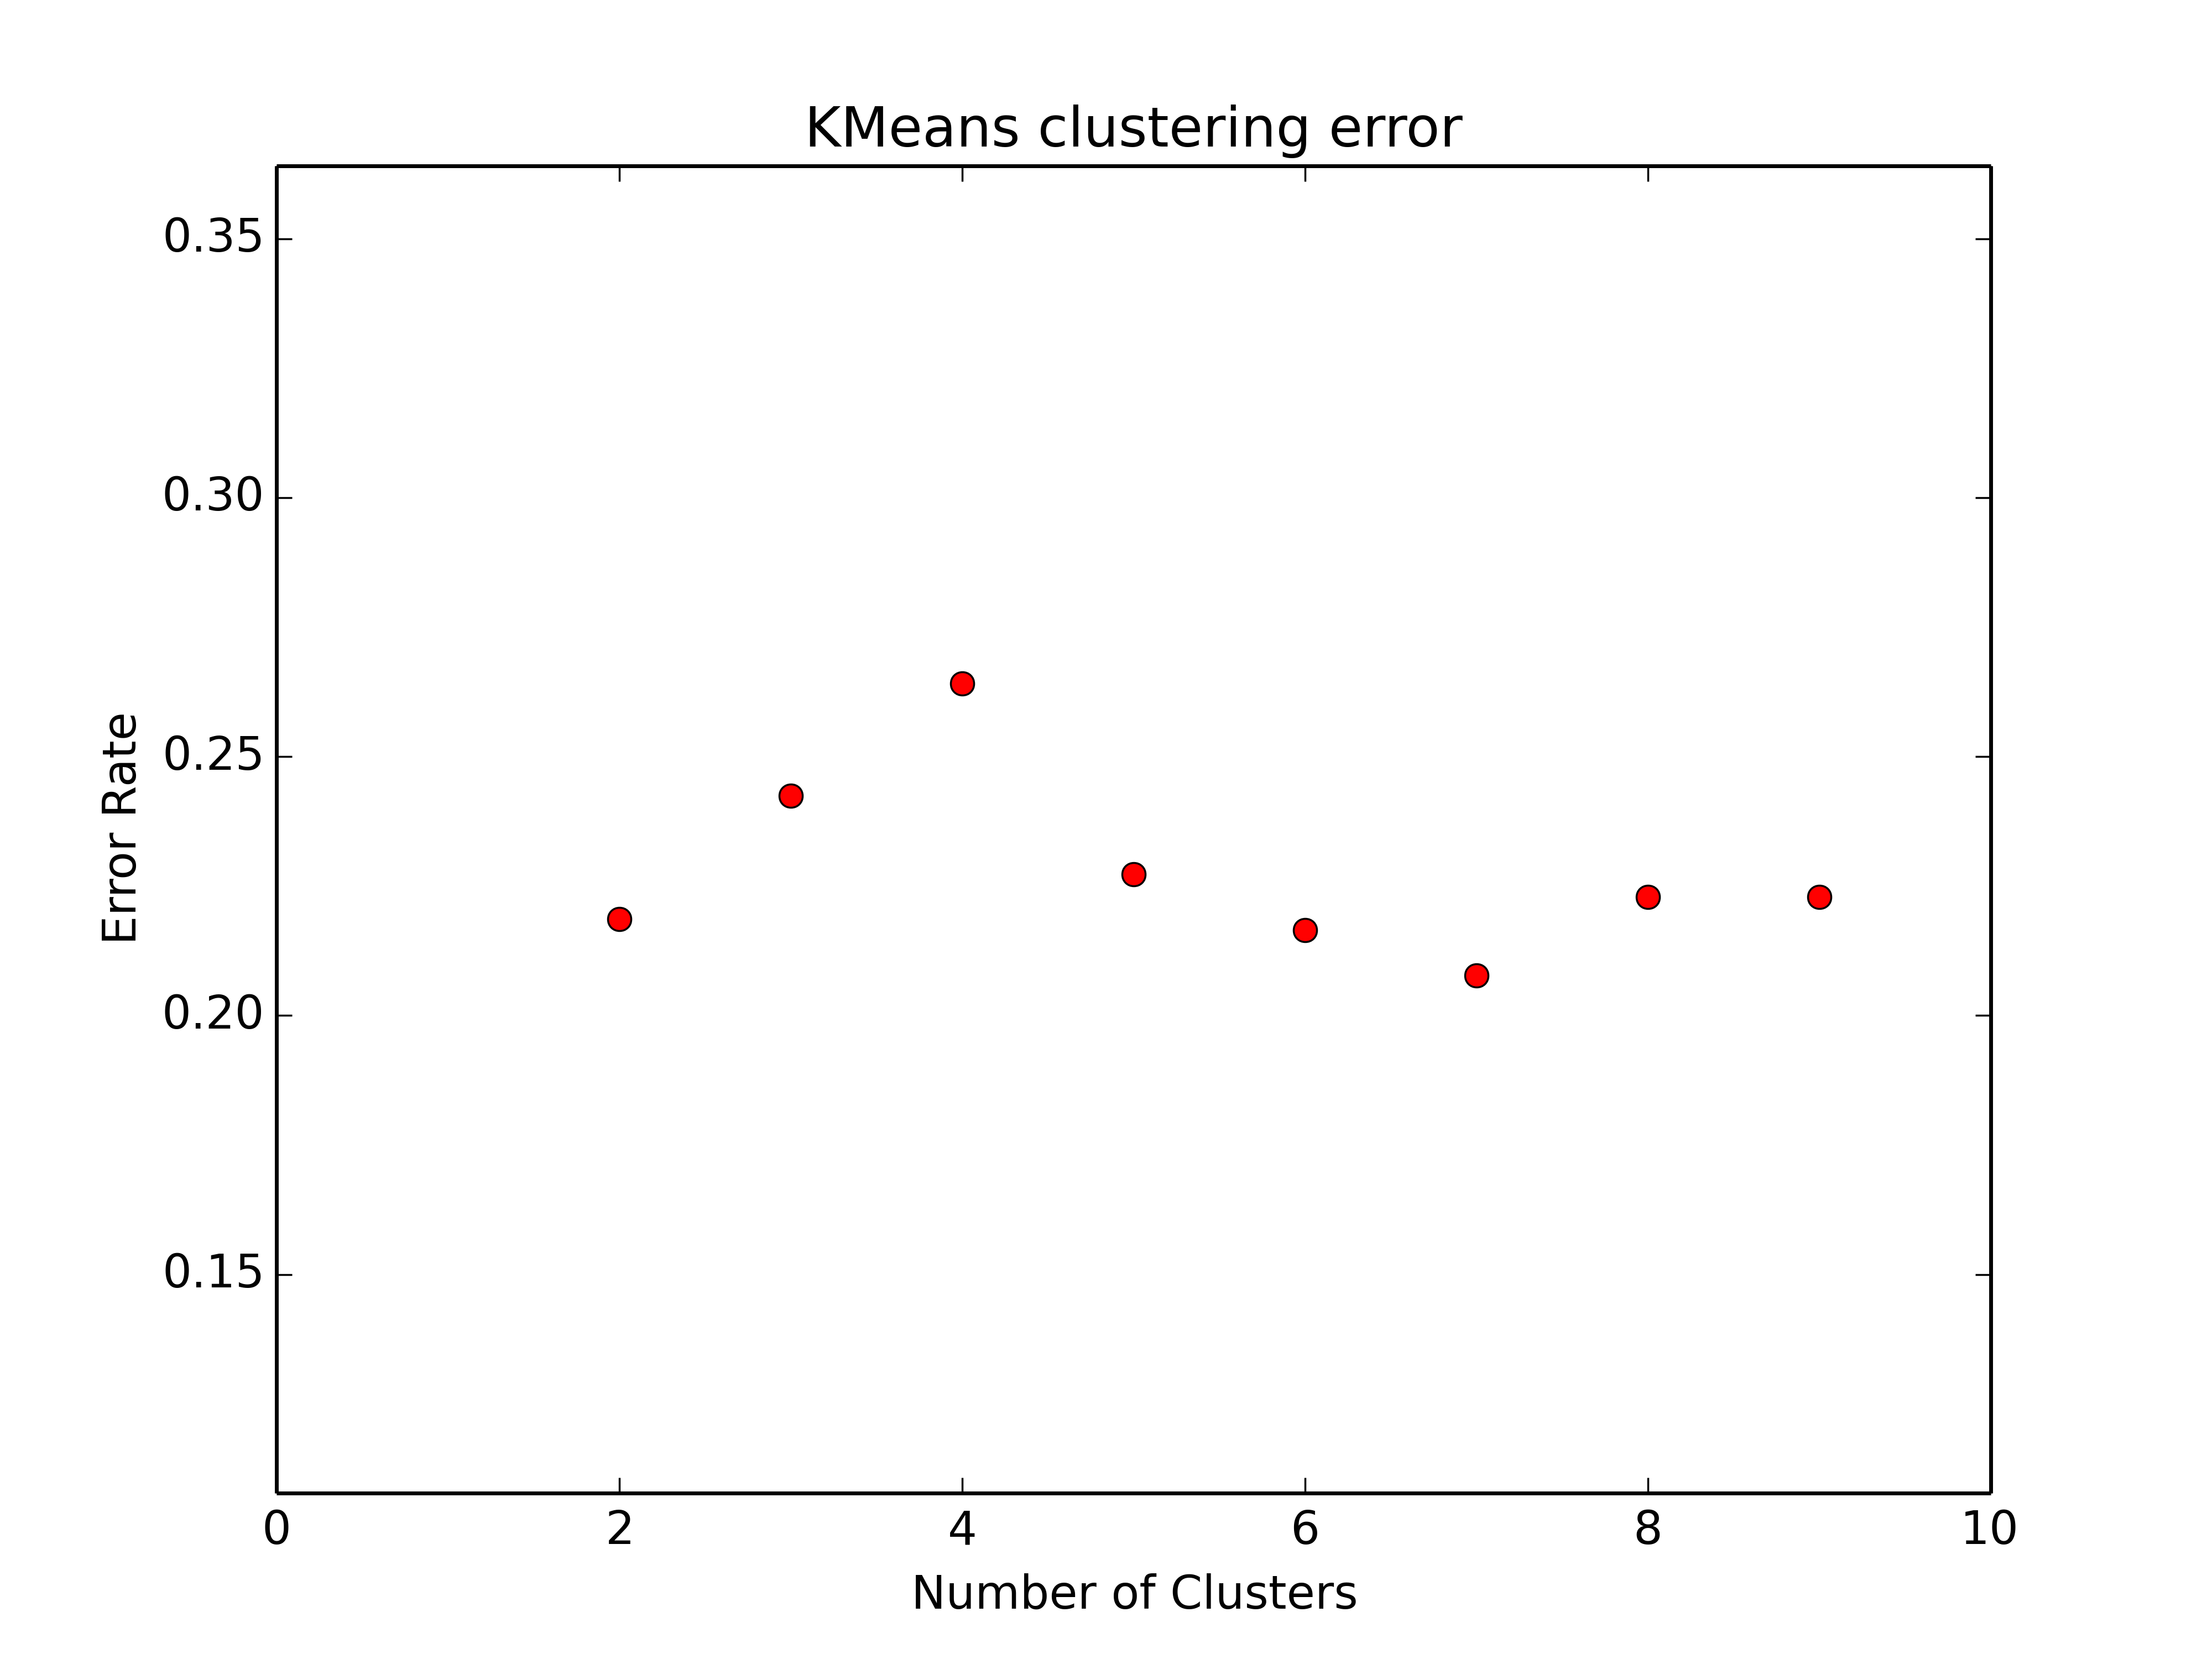 KMeans clustering error
0.35
0.30
0.25
0.20
0.15
Error Rate
0 2 4 6 8 10
Number of Clusters